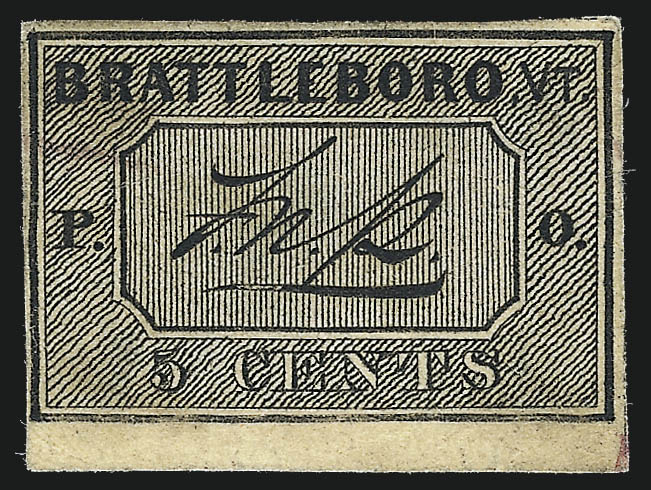 BRATTLEBORO, VT.
P. F.N.P. O.
5 CENTS